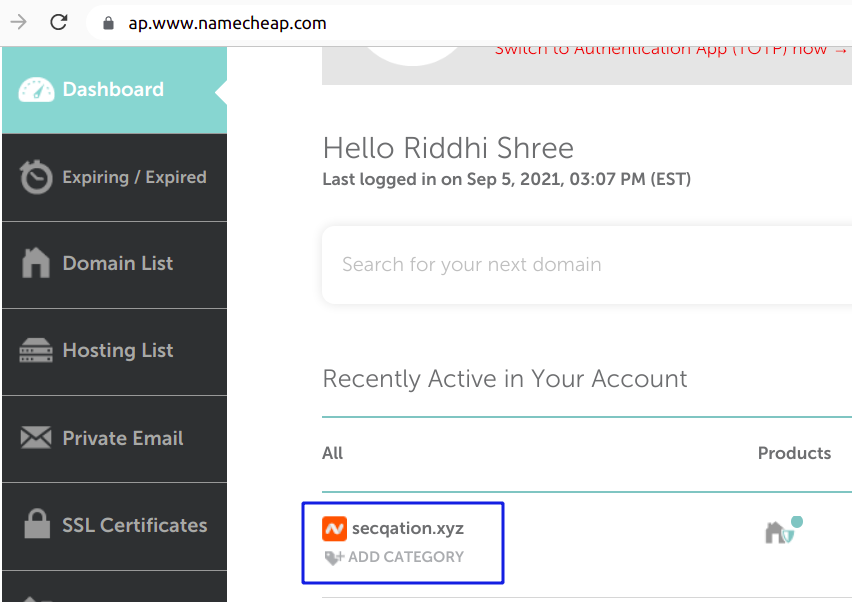 ap.www.namecheap.com
Switch to Authentication App (TOTP) now →
Dashboard
Hello Riddhi Shree
Expiring / Expired
Last logged in on Sep 5, 2021, 03:07 PM (EST)
Domain List
Search for your next domain
Hosting List
Recently Active in Your Account
Private Email
All Products
SSL Certificates
secqation.xyz
ADD CATEGORY